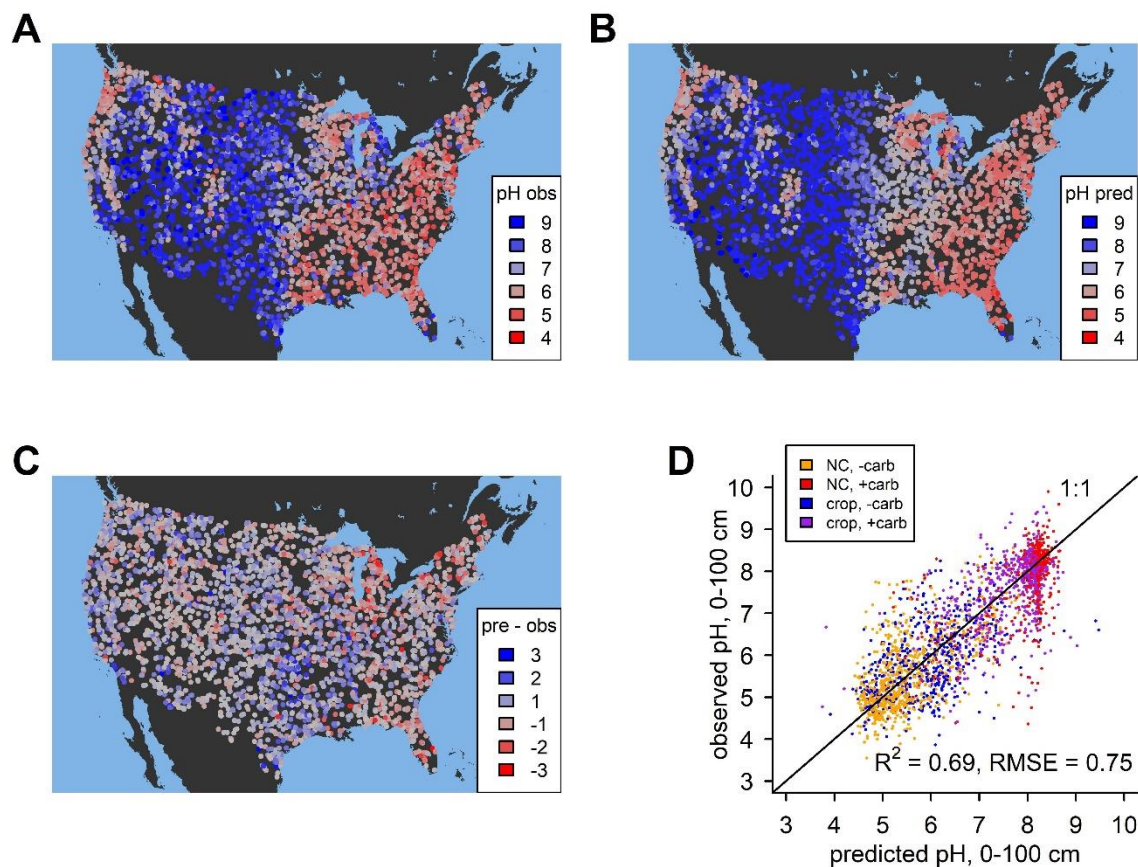 A
pH obs
9
8
7
6
5
4
B
pH pred
9
8
7
6
5
4
C
pre - obs
3
2
1
-1
-2
-3
D
NC, -carb
NC, +carb
crop, -carb
crop, +carb
1:1
observed pH, 0-100 cm
10
9
8
7
6
5
4
3
R² = 0.69, RMSE = 0.75
3 4 5 6 7 8 9 10
predicted pH, 0-100 cm